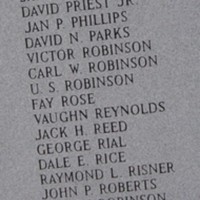 DAVID PRIEST JR.
JAN P. PHILLIPS
DAVID N. PARKS
VICTOR ROBINSON
CARL W. ROBINSON
U. S. ROBINSON
FAY ROSE
VAUGHN REYNOLDS
JACK H. REED
GEORGE RIAL
DALE E. RICE
RAYMOND L. RISNER
JOHN P. ROBERTS
ROBINSON